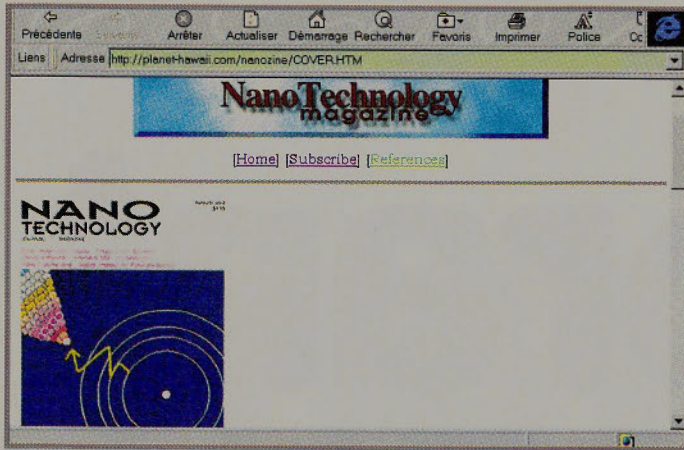 Précédente Suivante Arrêter Actualiser Démarrage Rechercher Favoris Imprimer Police
Liens Adresse http://planet-hawaii.com/nanozine/COVER.HTM
NanoTechnology
magazine
[Home] [Subscribe] [References]
NANO
TECHNOLOGY